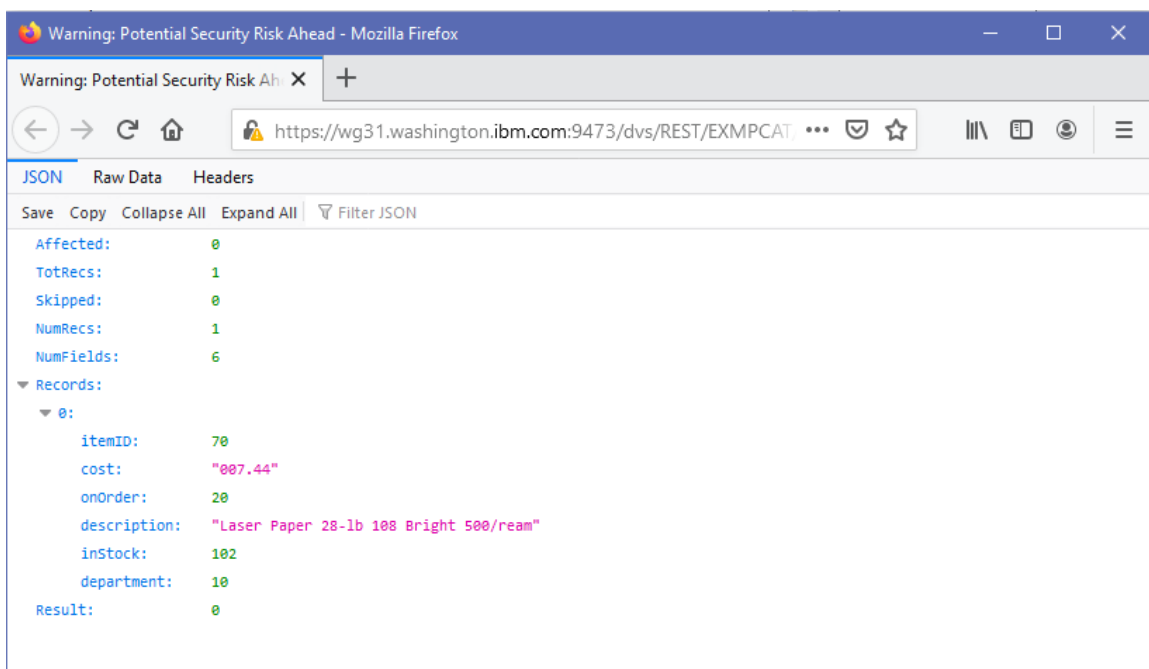 Warning: Potential Security Risk Ahead - Mozilla Firefox
Warning: Potential Security Risk Ah
https://wg31.washington.ibm.com:9473/dvs/REST/EXMPCAT/
JSON Raw Data Headers
Save Copy Collapse All Expand All Filter JSON
Affected: 0
TotRecs: 1
Skipped: 0
NumRecs: 1
NumFields: 6
Records:
0:
itemID: 70
cost: "007.44"
onOrder: 20
description: "Laser Paper 28-lb 108 Bright 500/ream"
inStock: 102
department: 10
Result: 0